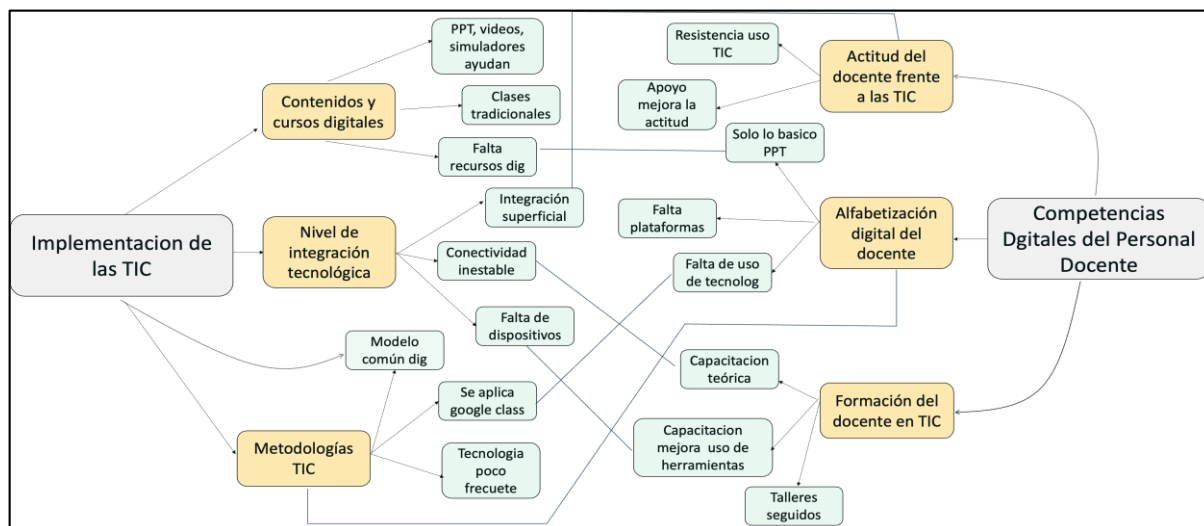 PPT, videos,
simuladores
ayudan
Contenidos y
cursos digitales
Clases
tradicionales
Falta
recursos dig
Implementacion de
las TIC
Nivel de
integración
tecnológica
Integración
superficial
Conectividad
inestable
Falta de
dispositivos
Modelo
común dig
Se aplica
google class
Metodologías
TIC
Tecnologia
poco
frecuete
Resistencia uso
TIC
Actitud del
docente frente
a las TIC
Apoyo
mejora la
actitud
Solo lo basico
PPT
Falta
plataformas
Alfabetización
digital del
docente
Competencias
Dgitales del Personal
Docente
Falta de uso
de tecnolog
Capacitacion
teórica
Formación del
docente en TIC
Capacitacion
mejora uso de
herramientas
Talleres
seguidos